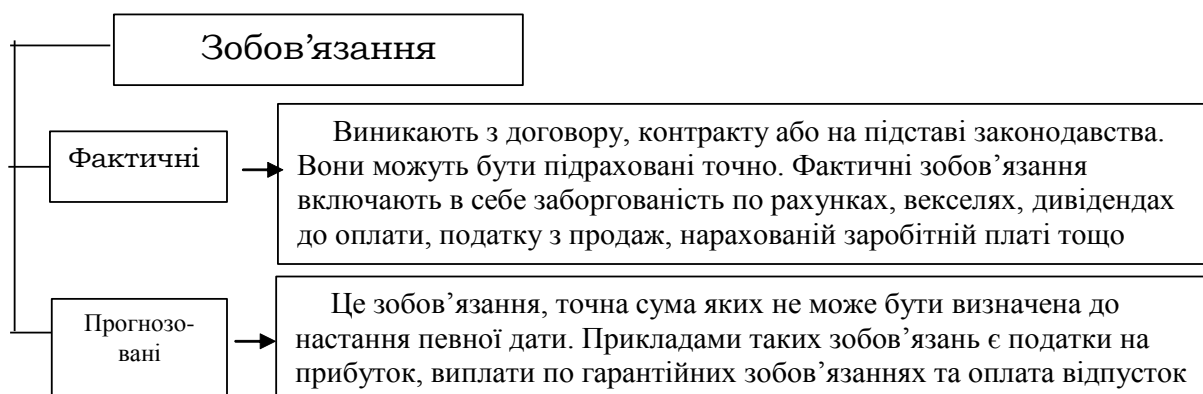 Зобов’язання
Фактичні
Виникають з договору, контракту або на підставі законодавства.
Вони можуть бути підраховані точно. Фактичні зобов’язання
включають в себе заборгованість по рахунках, векселях, дивідендах
до оплати, податку з продаж, нарахованій заробітній платі тощо
Прогнозо-
вані
Це зобов’язання, точна сума яких не може бути визначена до
настання певної дати. Прикладами таких зобов’язань є податки на
прибуток, виплати по гарантійних зобов’язаннях та оплата відпусток